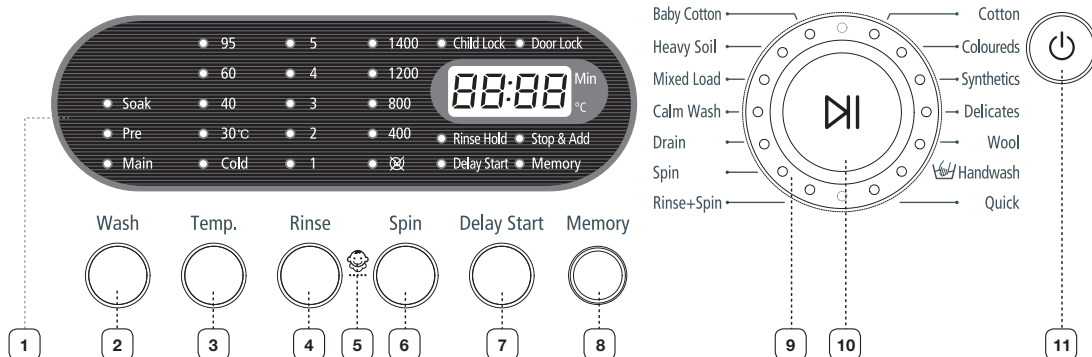 95 5 1400 Child Lock Door Lock
60 4 1200 88:88 Min
Soak 40 3 800 °C
Pre 30°C 2 400 Rinse Hold Stop & Add
Main Cold 1 Delay Start Memory
Wash Temp. Rinse Spin Delay Start Memory
Baby Cotton Cotton
Heavy Soil Coloureds
Mixed Load Synthetics
Calm Wash Delicates
Drain Wool
Spin Handwash
Rinse+Spin Quick
1 2 3 4 5 6 7 8 9 10 11